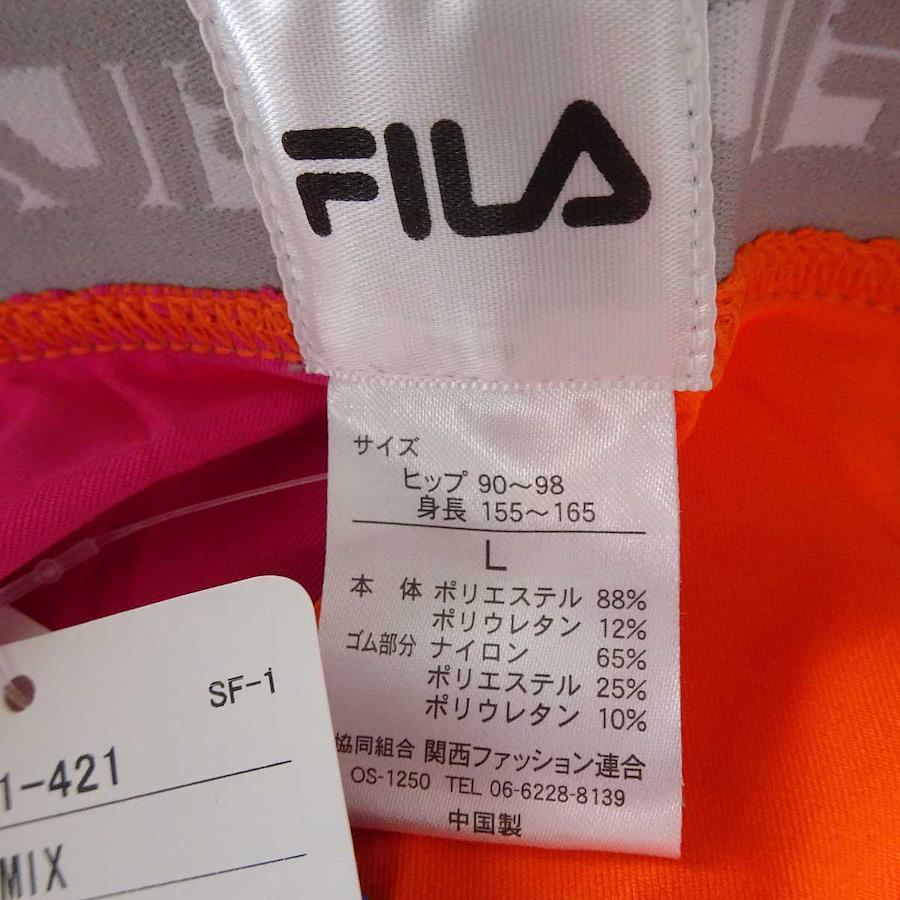 FILA
サイズ
ヒップ 90〜98
身長 155〜165
L
本 体 ポリエステル 88%
ポリウレタン 12%
ゴム部分 ナイロン 65%
ポリエステル 25%
ポリウレタン 10%
協同組合 関西ファッション連合
OS-1250 TEL 06-6228-8139
中国製
SF-1
1-421
MIX